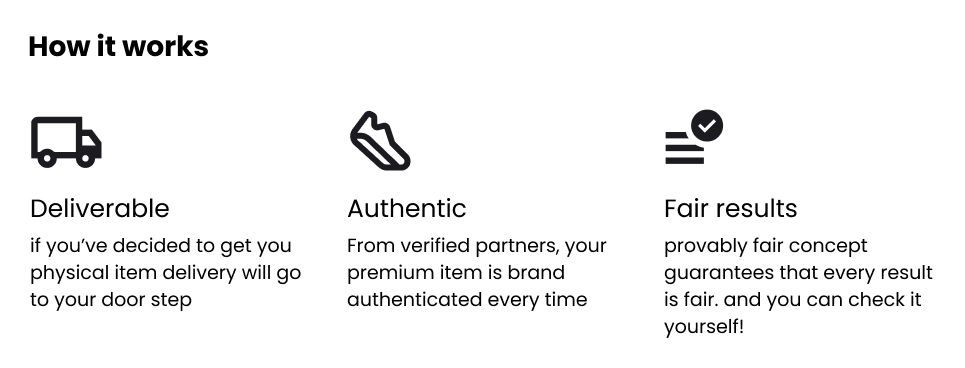 How it works
Deliverable
if you’ve decided to get you
physical item delivery will go
to your door step
Authentic
From verified partners, your
premium item is brand
authenticated every time
Fair results
provably fair concept
guarantees that every result
is fair. and you can check it
yourself!